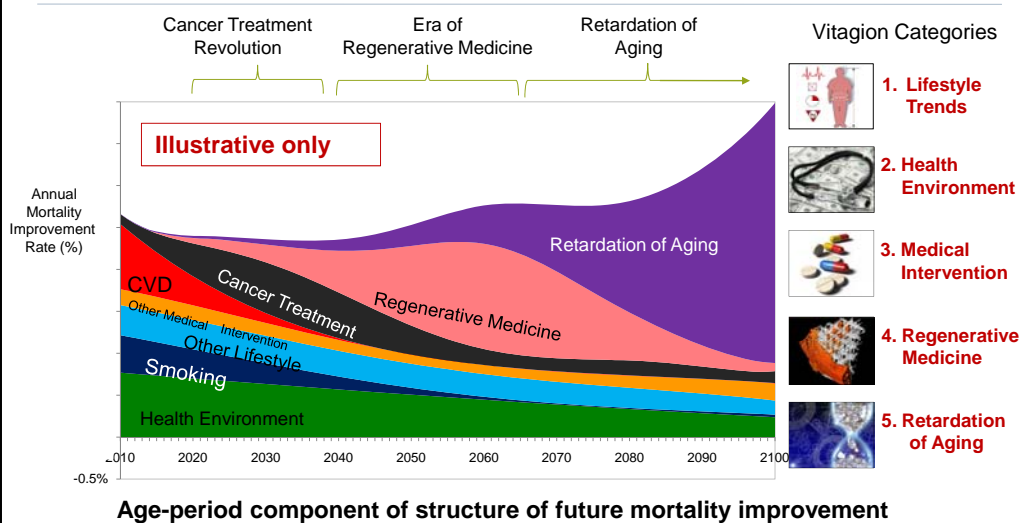 Cancer Treatment
Revolution
Era of
Regenerative Medicine
Retardation of
Aging
Vitagion Categories
Illustrative only
Annual
Mortality
Improvement
Rate (%)
CVD
Cancer Treatment
Other Medical Intervention
Other Lifestyle
Smoking
Health Environment
Regenerative Medicine
Retardation of Aging
2020 2030 2040 2050 2060 2070 2080 2090 2100
-0.5%
1. Lifestyle
Trends
2. Health
Environment
3. Medical
Intervention
4. Regenerative
Medicine
5. Retardation
of Aging
Age-period component of structure of future mortality improvement